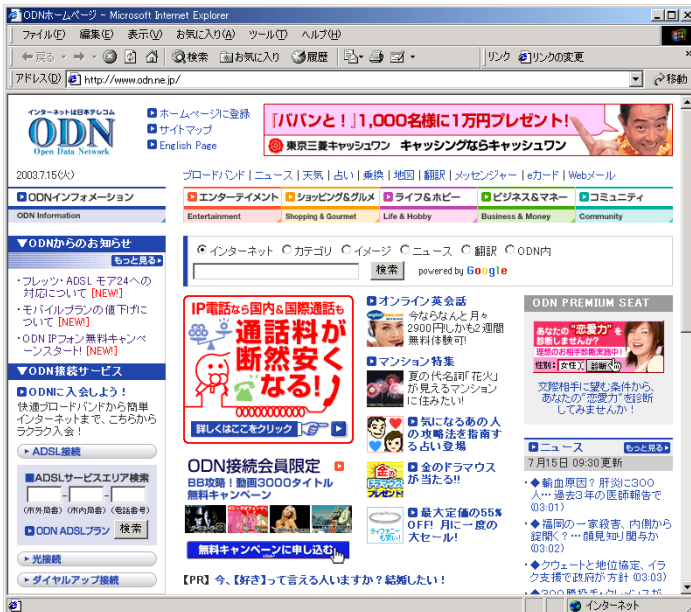 ODNホームページ - Microsoft Internet Explorer
ファイル(F) 編集(E) 表示(V) お気に入り(A) ツール(T) ヘルプ(H)
戻る 検索 お気に入り 履歴 リンク リンクの変更
アドレス(D) http://www.odn.ne.jp/ 移動
インターネットは日本テレコム
ODN
Open Data Network
ホームページに登録
サイトマップ
English Page
『ババンと!』1,000名様に1万円プレゼント!
東京三菱キャッシュワン キャッシングならキャッシュワン
2003.7.15(火)
ブロードバンド | ニュース | 天気 | 占い | 乗換 | 地図 | 翻訳 | メッセンジャー | eカード | Webメール
ODNインフォメーション
ODN Information
エンターテイメント ショッピング&グルメ ライフ&ホビー ビジネス&マネー コミュニティ
Entertainment Shopping & Gourmet Life & Hobby Business & Money Community
▼ODNからのお知らせ
もっと見る
・フレッツ・ADSL モア24への
対応について [NEW!]
・モバイルプランの値下げに
ついて [NEW!]
・ODN IPフォン無料キャンペ
ーンスタート! [NEW!]
▼ODN接続サービス
ODNに入会しよう!
快適ブロードバンドから簡単
インターネットまで、こちらから
ラクラク入会!
ADSL接続
■ADSLサービスエリア検索
- -
(市外局番) (市内局番) (電話番号)
ODN ADSLプラン 検索
光接続
ダイヤルアップ接続
インターネット カテゴリ イメージ ニュース 翻訳 ODN内
検索 powered by Google
IP電話なら国内&国際通話も
通話料が
断然安く
なる!
詳しくはここをクリック
ODN接続会員限定
BB攻略!動画3000タイトル
無料キャンペーン
無料キャンペーンに申し込む
オンライン英会話
今ならなんと月々
2900円!しかも2週間
無料体験可!
マンション特集
夏の代名詞「花火」
が見えるマンション
に住みたい!
気になるあの人
の攻略法を指南す
る占い登場
金のドラマウス
が当たる!!
金の
ドラマウス
プレゼント!
最大定価の55%
OFF! 月に一度の
大セール!
ティファニー
も安い!
【PR】 今、【好き】って言える人いますか?結婚したい!
ODN PREMIUM SEAT
あなたの“恋愛力”を
診断しませんか?
理想のお相手診断実施中!
性別: 女性 診断
交際相手に望む条件から、
あなたの“恋愛力”を診断
してみませんか!
ニュース もっと見る
7月15日 09:30更新
・◆輸血原因? 肝炎に300
人… 過去3年の医師報告で
(03:01)
・◆福岡の一家殺害、内側から
錠開く?…顔見知り関与か
(03:02)
・◆クウェートと地位協定、イラ
ク支援で政府が方針 (03:03)
インターネット